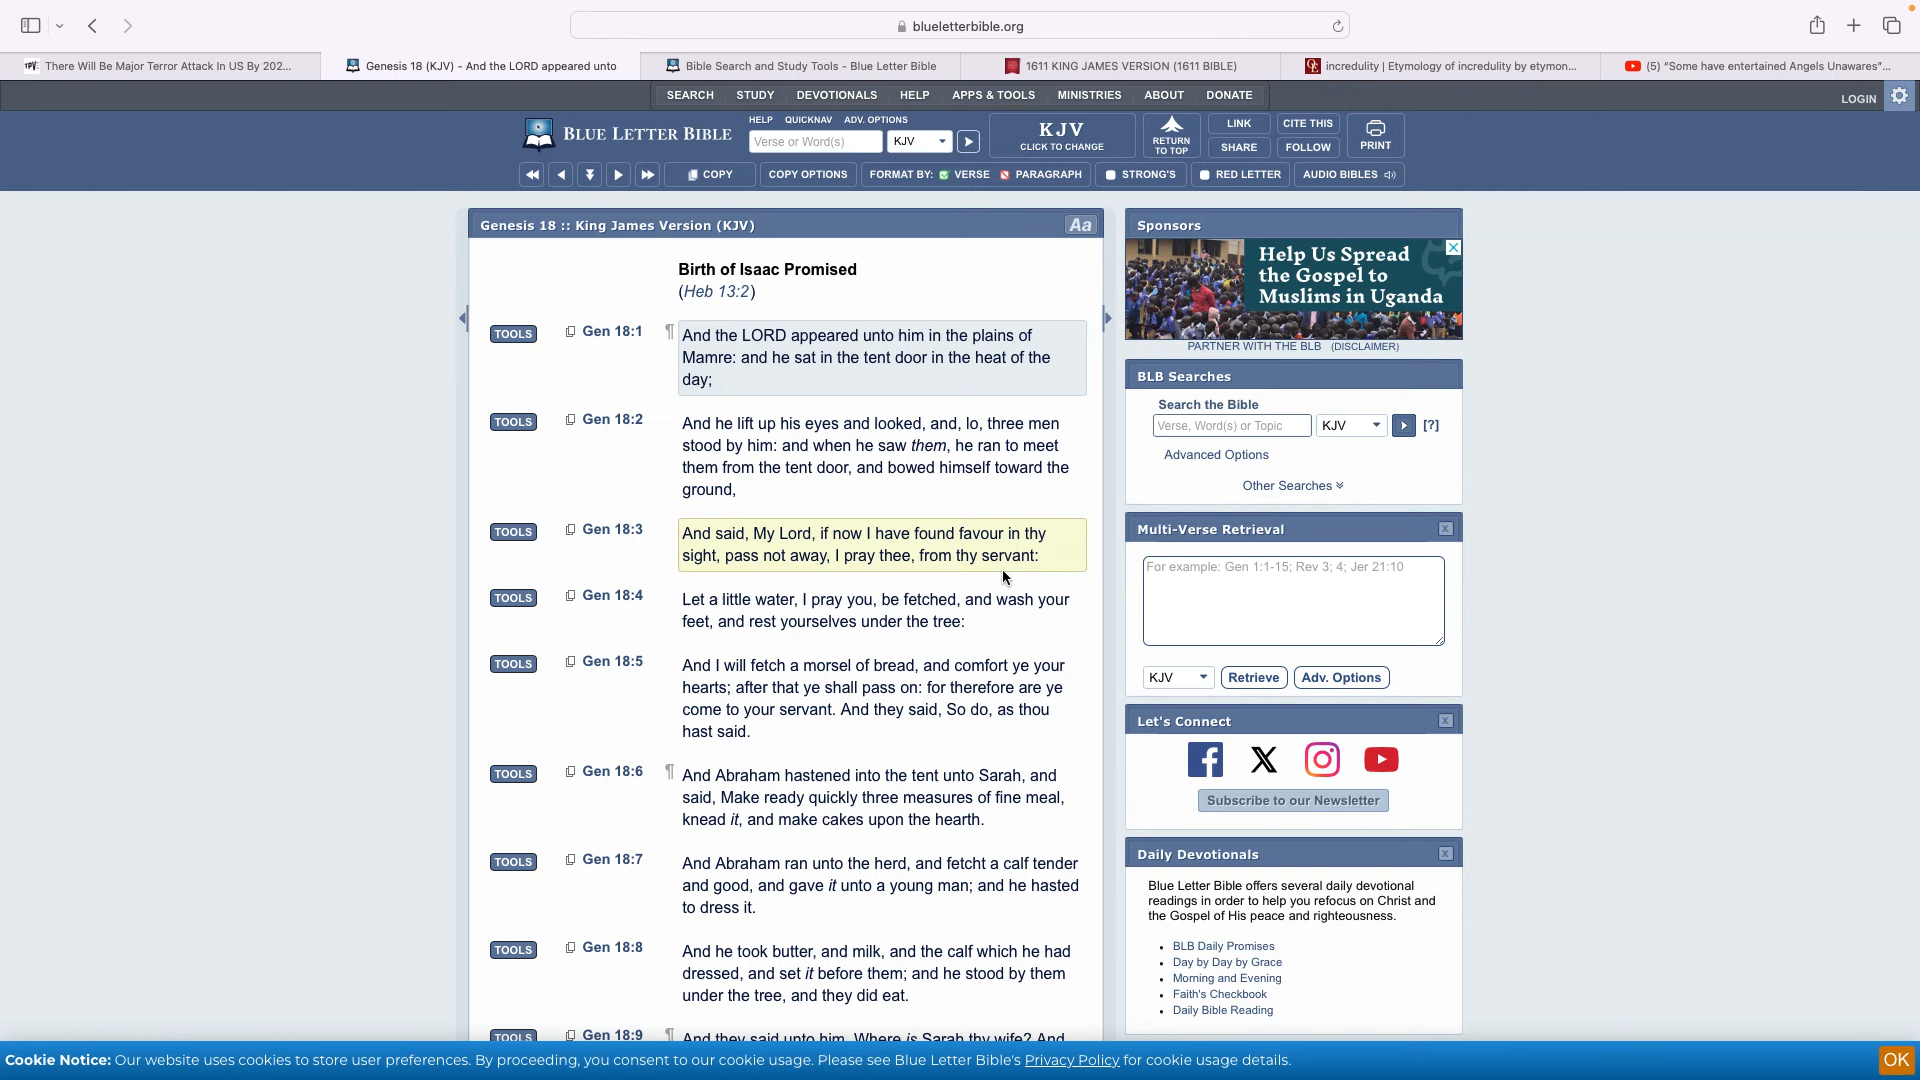 blueletterbible.org
There Will Be Major Terror Attack In US By 202...
Genesis 18 (KJV) - And the LORD appeared unto
Bible Search and Study Tools - Blue Letter Bible
1611 KING JAMES VERSION (1611 BIBLE)
incredulity | Etymology of incredulity by etymon...
(5) “Some have entertained Angels Unawares”...
SEARCH STUDY DEVOTIONALS HELP APPS & TOOLS MINISTRIES ABOUT DONATE
LOGIN
BLUE LETTER BIBLE
HELP QUICKNAV ADV. OPTIONS
Verse or Word(s) KJV
KJV
CLICK TO CHANGE
RETURN
TO TOP
LINK CITE THIS
SHARE FOLLOW
PRINT
COPY COPY OPTIONS FORMAT BY: VERSE PARAGRAPH STRONG'S RED LETTER AUDIO BIBLES
Genesis 18 :: King James Version (KJV) Aa
Birth of Isaac Promised
(Heb 13:2)
TOOLS Gen 18:1 ¶ And the LORD appeared unto him in the plains of
Mamre: and he sat in the tent door in the heat of the
day;
TOOLS Gen 18:2 And he lift up his eyes and looked, and, lo, three men
stood by him: and when he saw them, he ran to meet
them from the tent door, and bowed himself toward the
ground,
TOOLS Gen 18:3 And said, My Lord, if now I have found favour in thy
sight, pass not away, I pray thee, from thy servant:
TOOLS Gen 18:4 Let a little water, I pray you, be fetched, and wash your
feet, and rest yourselves under the tree:
TOOLS Gen 18:5 And I will fetch a morsel of bread, and comfort ye your
hearts; after that ye shall pass on: for therefore are ye
come to your servant. And they said, So do, as thou
hast said.
TOOLS Gen 18:6 ¶ And Abraham hastened into the tent unto Sarah, and
said, Make ready quickly three measures of fine meal,
knead it, and make cakes upon the hearth.
TOOLS Gen 18:7 And Abraham ran unto the herd, and fetcht a calf tender
and good, and gave it unto a young man; and he hasted
to dress it.
TOOLS Gen 18:8 And he took butter, and milk, and the calf which he had
dressed, and set it before them; and he stood by them
under the tree, and they did eat.
TOOLS Gen 18:9 ¶ And they said unto him, Where is Sarah thy wife? And
Sponsors
Help Us Spread
the Gospel to
Muslims in Uganda
PARTNER WITH THE BLB (DISCLAIMER)
BLB Searches
Search the Bible
Verse, Word(s) or Topic KJV [?]
Advanced Options
Other Searches
Multi-Verse Retrieval
For example: Gen 1:1-15; Rev 3; 4; Jer 21:10
KJV Retrieve Adv. Options
Let's Connect
Subscribe to our Newsletter
Daily Devotionals
Blue Letter Bible offers several daily devotional
readings in order to help you refocus on Christ and
the Gospel of His peace and righteousness.
BLB Daily Promises
Day by Day by Grace
Morning and Evening
Faith's Checkbook
Daily Bible Reading
Cookie Notice: Our website uses cookies to store user preferences. By proceeding, you consent to our cookie usage. Please see Blue Letter Bible's Privacy Policy for cookie usage details. OK